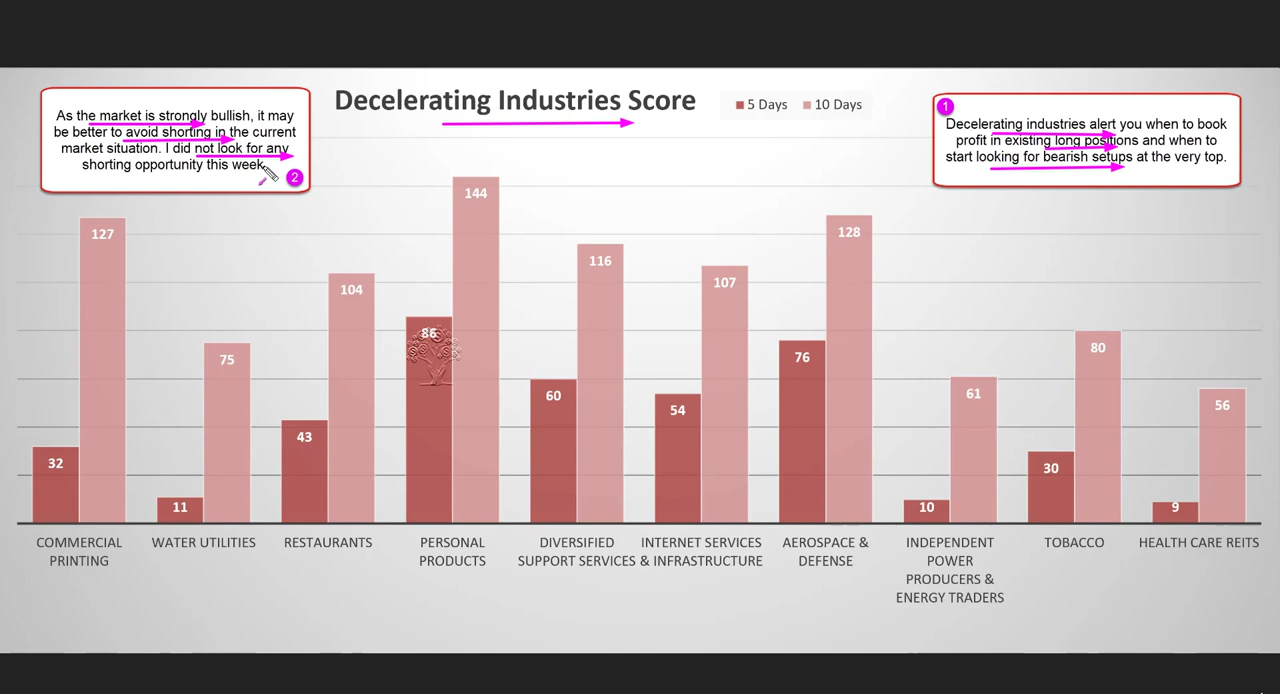 Decelerating Industries Score
5 Days
10 Days
As the market is strongly bullish, it may
be better to avoid shorting in the current
market situation. I did not look for any
shorting opportunity this week.
2
1
Decelerating industries alert you when to book
profit in existing long positions and when to
start looking for bearish setups at the very top.
32
127
11
75
43
104
86
144
60
116
54
107
76
128
10
61
30
80
9
56
COMMERCIAL
PRINTING
WATER UTILITIES
RESTAURANTS
PERSONAL
PRODUCTS
DIVERSIFIED
SUPPORT SERVICES
INTERNET SERVICES
& INFRASTRUCTURE
AEROSPACE &
DEFENSE
INDEPENDENT
POWER
PRODUCERS &
ENERGY TRADERS
TOBACCO
HEALTH CARE REITS